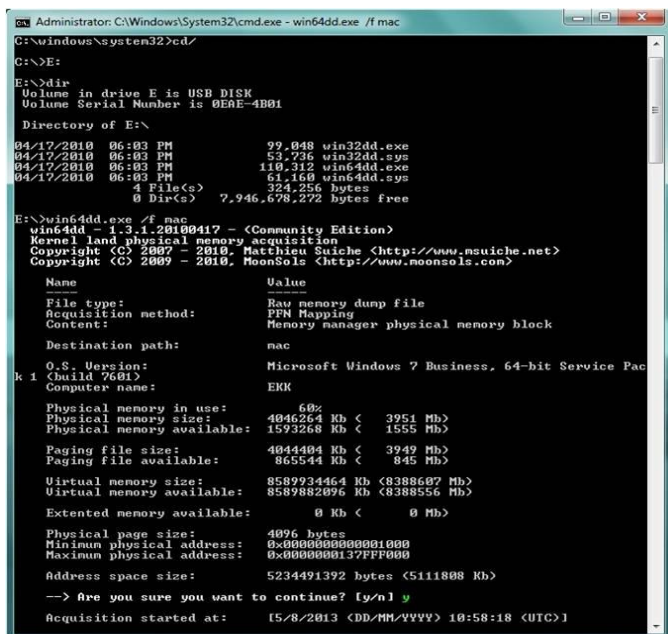 Administrator: C:\Windows\System32\cmd.exe - win64dd.exe /f mac
C:\windows\system32>cd/
C:\>E:
E:\>dir
Volume in drive E is USB DISK
Volume Serial Number is 0EAE-4B01
Directory of E:\
04/17/2010 06:03 PM 99,048 win32dd.exe
04/17/2010 06:03 PM 53,736 win32dd.sys
04/17/2010 06:03 PM 110,312 win64dd.exe
04/17/2010 06:03 PM 61,160 win64dd.sys
4 File(s) 324,256 bytes
0 Dir(s) 7,946,678,272 bytes free
E:\>win64dd.exe /f mac
win64dd - 1.3.1.20100417 - (Community Edition)
Kernel land physical memory acquisition
Copyright (C) 2007 - 2010, Matthieu Suiche <http://www.msuiche.net>
Copyright (C) 2009 - 2010, MoonSols <http://www.moonsols.com>
Name Value
---- -----
File type: Raw memory dump file
Acquisition method: PFN Mapping
Content: Memory manager physical memory block
Destination path: mac
O.S. Version: Microsoft Windows 7 Business, 64-bit Service Pac
k 1 (build 7601)
Computer name: EKK
Physical memory in use: 60%
Physical memory size: 4046264 Kb ( 3951 Mb)
Physical memory available: 1593268 Kb ( 1555 Mb)
Paging file size: 4044404 Kb ( 3949 Mb)
Paging file available: 865544 Kb ( 845 Mb)
Virtual memory size: 8589934464 Kb (8388607 Mb)
Virtual memory available: 8589882096 Kb (8388556 Mb)
Extented memory available: 0 Kb ( 0 Mb)
Physical page size: 4096 bytes
Minimum physical address: 0x0000000000001000
Maximum physical address: 0x0000000137FFF000
Address space size: 5234491392 bytes (5111808 Kb)
--> Are you sure you want to continue? [y/n] y
Acquisition started at: [5/8/2013 (DD/MM/YYYY) 10:58:18 (UTC)]